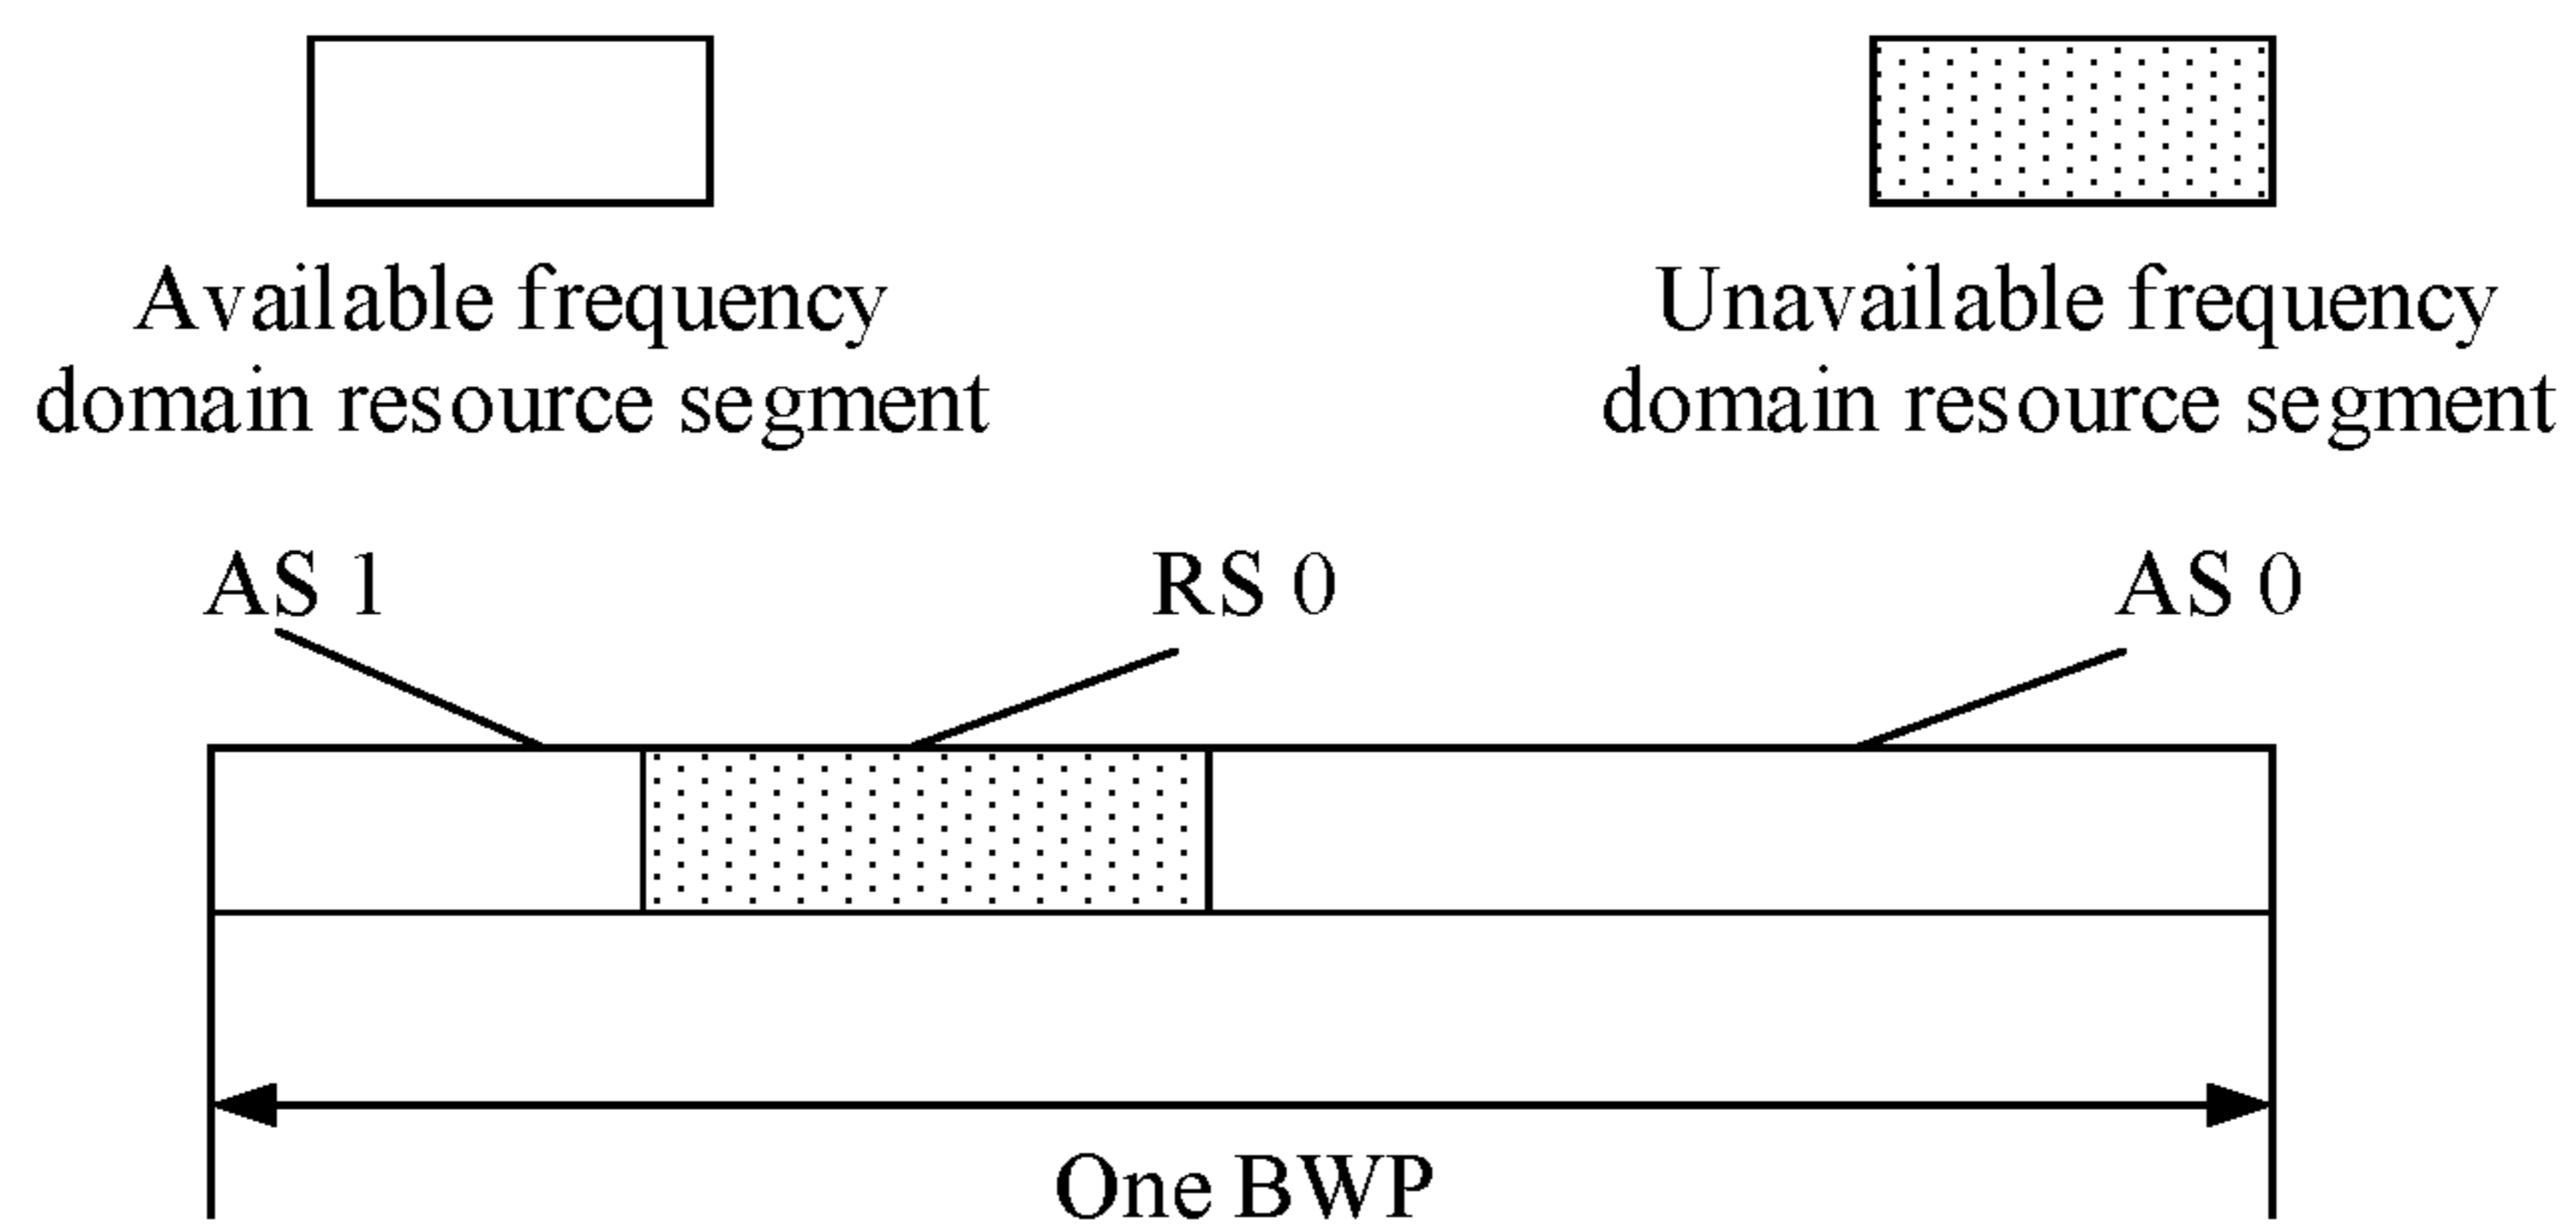 Available frequency
domain resource segment
Unavailable frequency
domain resource segment
AS 1
RS 0
AS 0
One BWP